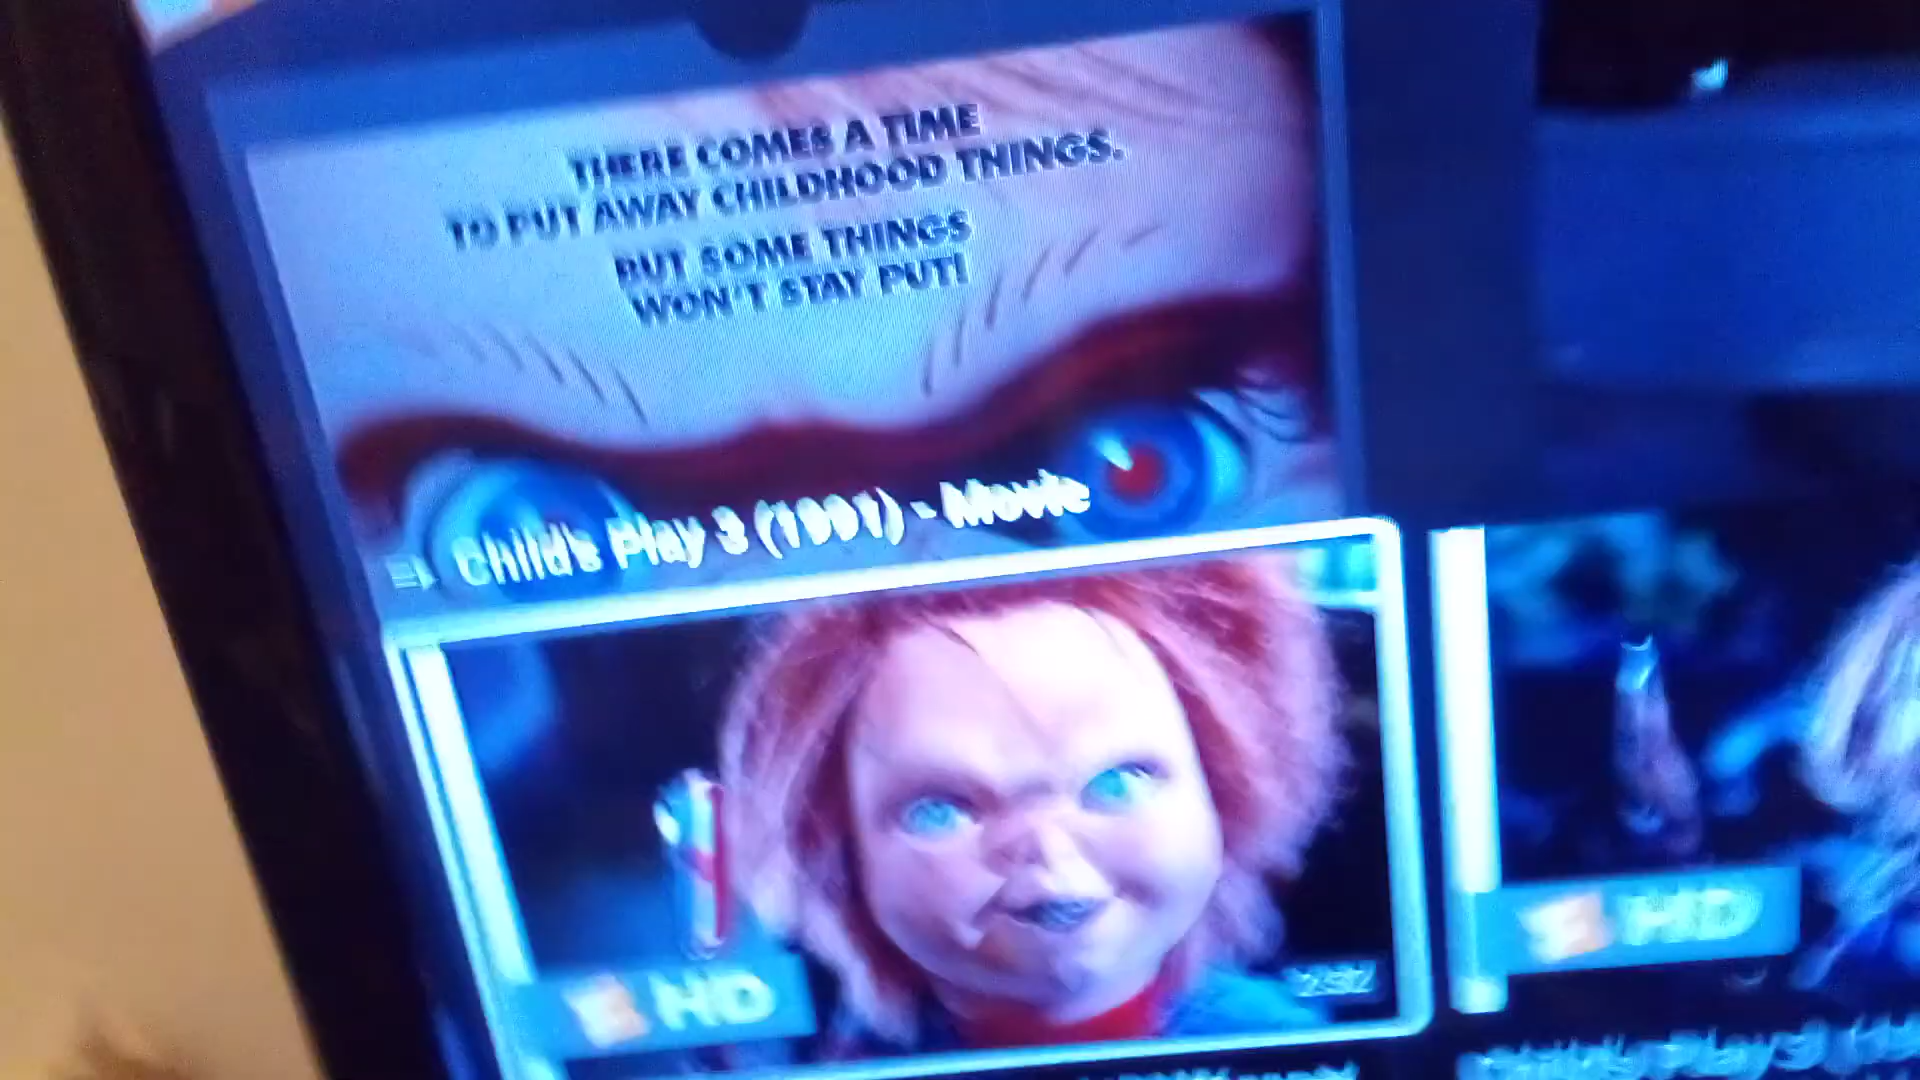 THERE COMES A TIME
TO PUT AWAY CHILDHOOD THINGS.
BUT SOME THINGS
WON'T STAY PUT!
Child's Play 3 (1991) - Movie
HD
HD